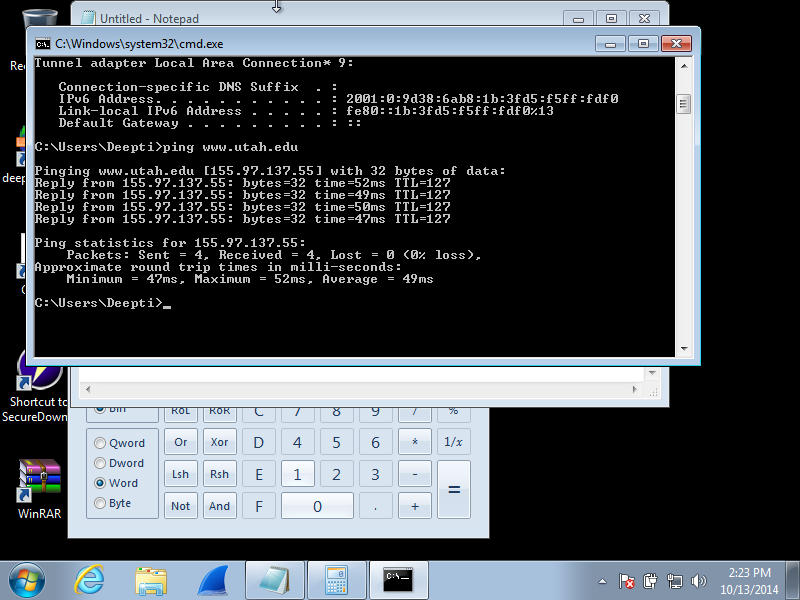 Untitled - Notepad
C:\Windows\system32\cmd.exe
Tunnel adapter Local Area Connection* 9:
Connection-specific DNS Suffix  . :
IPv6 Address. . . . . . . . . . . : 2001:0:9d38:6ab8:1b:3fd5:f5ff:fdf0
Link-local IPv6 Address . . . . . : fe80::1b:3fd5:f5ff:fdf0%13
Default Gateway . . . . . . . . . : ::
C:\Users\Deepti>ping www.utah.edu
Pinging www.utah.edu [155.97.137.55] with 32 bytes of data:
Reply from 155.97.137.55: bytes=32 time=52ms TTL=127
Reply from 155.97.137.55: bytes=32 time=49ms TTL=127
Reply from 155.97.137.55: bytes=32 time=50ms TTL=127
Reply from 155.97.137.55: bytes=32 time=47ms TTL=127
Ping statistics for 155.97.137.55:
Packets: Sent = 4, Received = 4, Lost = 0 (0% loss),
Approximate round trip times in milli-seconds:
Minimum = 47ms, Maximum = 52ms, Average = 49ms
C:\Users\Deepti>_
Rec
deep
Shortcut to
SecureDown
WinRAR
Bin RoL RoR C 7 8 9 / %
Qword Or Xor D 4 5 6 * 1/x
Dword
Word Lsh Rsh E 1 2 3 - =
Byte Not And F 0 . +
C:\_
2:23 PM
10/13/2014